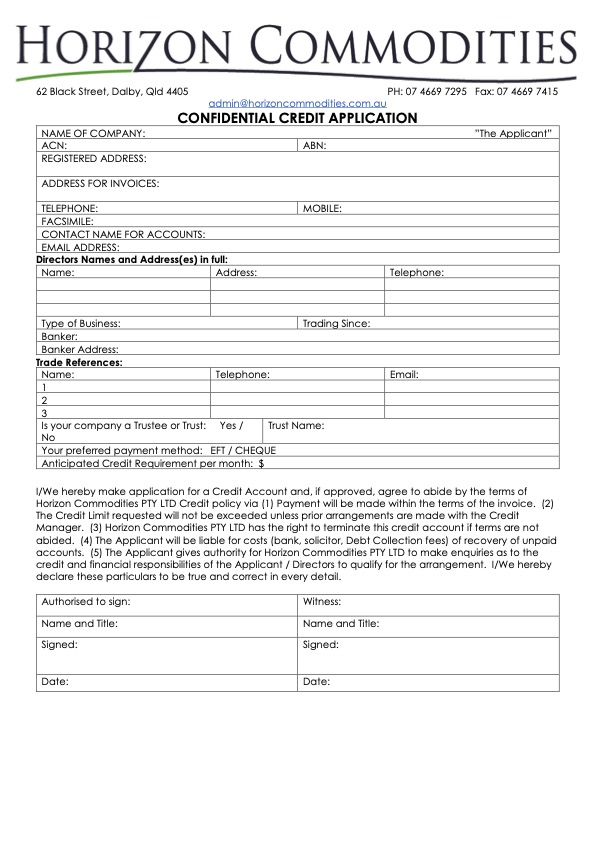 HORIZON COMMODITIES
62 Black Street, Dalby, Qld 4405 PH: 07 4669 7295 Fax: 07 4669 7415
admin@horizoncommodities.com.au
CONFIDENTIAL CREDIT APPLICATION
NAME OF COMPANY: "The Applicant"
ACN: ABN:
REGISTERED ADDRESS:
ADDRESS FOR INVOICES:
TELEPHONE: MOBILE:
FACSIMILE:
CONTACT NAME FOR ACCOUNTS:
EMAIL ADDRESS:
Directors Names and Address(es) in full:
Name: Address: Telephone:
Type of Business: Trading Since:
Banker:
Banker Address:
Trade References:
Name: Telephone: Email:
1
2
3
Is your company a Trustee or Trust: Yes / Trust Name:
No
Your preferred payment method: EFT / CHEQUE
Anticipated Credit Requirement per month: $
I/We hereby make application for a Credit Account and, if approved, agree to abide by the terms of
Horizon Commodities PTY LTD Credit policy via (1) Payment will be made within the terms of the invoice. (2)
The Credit Limit requested will not be exceeded unless prior arrangements are made with the Credit
Manager. (3) Horizon Commodities PTY LTD has the right to terminate this credit account if terms are not
abided. (4) The Applicant will be liable for costs (bank, solicitor, Debt Collection fees) of recovery of unpaid
accounts. (5) The Applicant gives authority for Horizon Commodities PTY LTD to make enquiries as to the
credit and financial responsibilities of the Applicant / Directors to qualify for the arrangement. I/We hereby
declare these particulars to be true and correct in every detail.
Authorised to sign: Witness:
Name and Title: Name and Title:
Signed: Signed:
Date: Date: